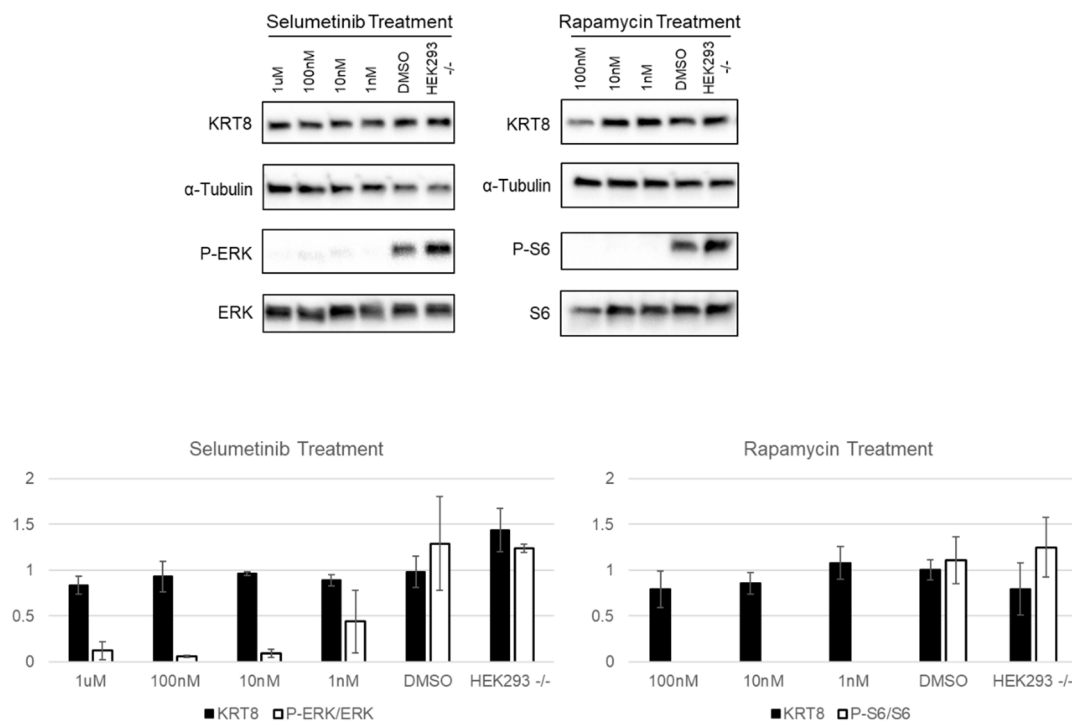 Selumetinib Treatment
1uM 100nM 10nM 1nM DMSO HEK293 -/-
KRT8
α-Tubulin
P-ERK
ERK
Rapamycin Treatment
100nM 10nM 1nM DMSO HEK293 -/-
KRT8
α-Tubulin
P-S6
S6
Selumetinib Treatment
2
1.5
1
0.5
0
1uM 100nM 10nM 1nM DMSO HEK293 -/-
KRT8 P-ERK/ERK
Rapamycin Treatment
2
1.5
1
0.5
0
100nM 10nM 1nM DMSO HEK293 -/-
KRT8 P-S6/S6